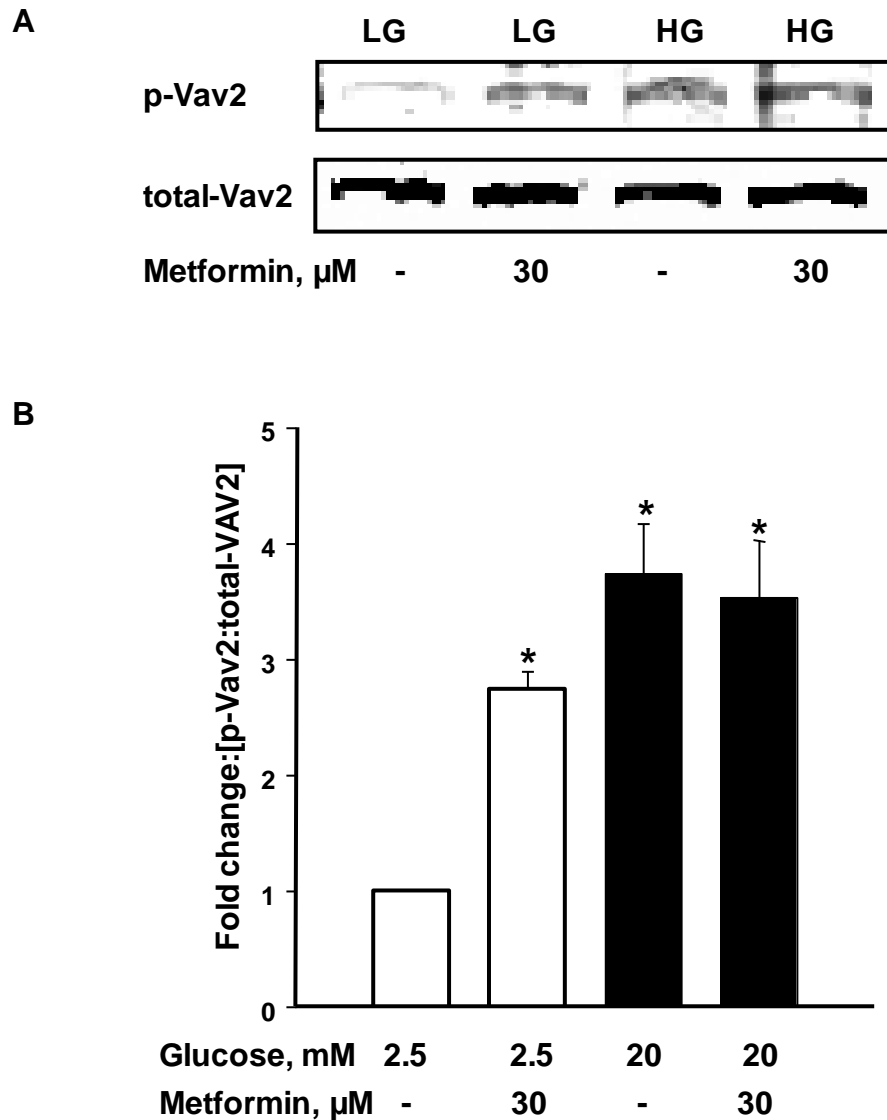 A
LG LG HG HG
p-Vav2
total-Vav2
Metformin, µM - 30 - 30
B
Fold change:[p-Vav2:total-VAV2]
5
4
3
2
1
0
* * *
Glucose, mM 2.5 2.5 20 20
Metformin, µM - 30 - 30